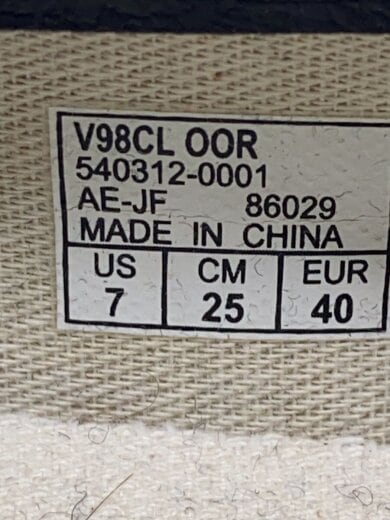 V98CL OOR
540312-0001
AE-JF 86029
MADE IN CHINA
US CM EUR
7 25 40